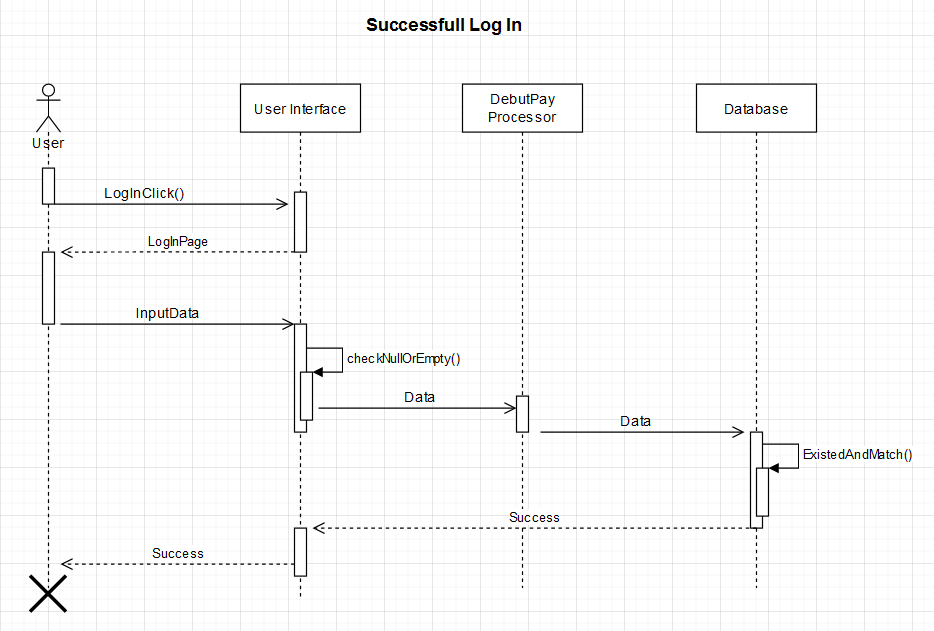 Successfull Log In
User
User Interface
DebutPay
Processor
Database
LogInClick()
LogInPage
InputData
checkNullOrEmpty()
Data
Data
ExistedAndMatch()
Success
Success